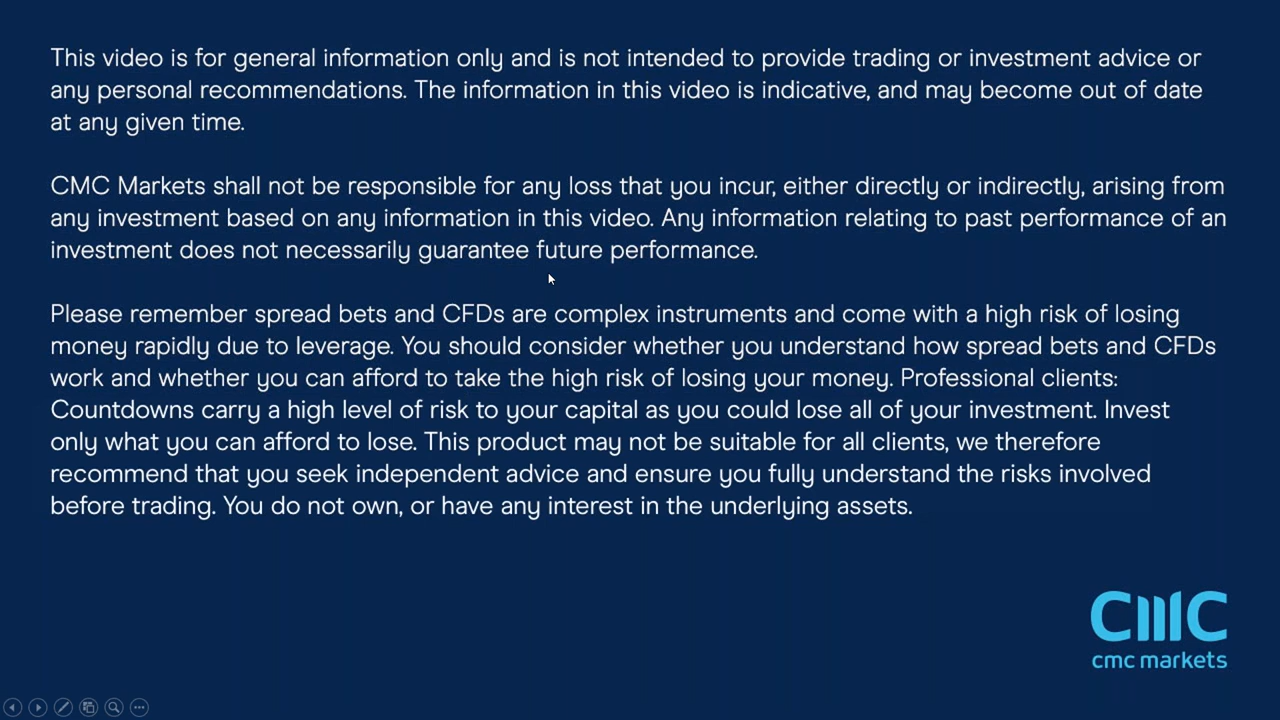 This video is for general information only and is not intended to provide trading or investment advice or
any personal recommendations. The information in this video is indicative, and may become out of date
at any given time.
CMC Markets shall not be responsible for any loss that you incur, either directly or indirectly, arising from
any investment based on any information in this video. Any information relating to past performance of an
investment does not necessarily guarantee future performance.
Please remember spread bets and CFDs are complex instruments and come with a high risk of losing
money rapidly due to leverage. You should consider whether you understand how spread bets and CFDs
work and whether you can afford to take the high risk of losing your money. Professional clients:
Countdowns carry a high level of risk to your capital as you could lose all of your investment. Invest
only what you can afford to lose. This product may not be suitable for all clients, we therefore
recommend that you seek independent advice and ensure you fully understand the risks involved
before trading. You do not own, or have any interest in the underlying assets.
CMC
cmc markets